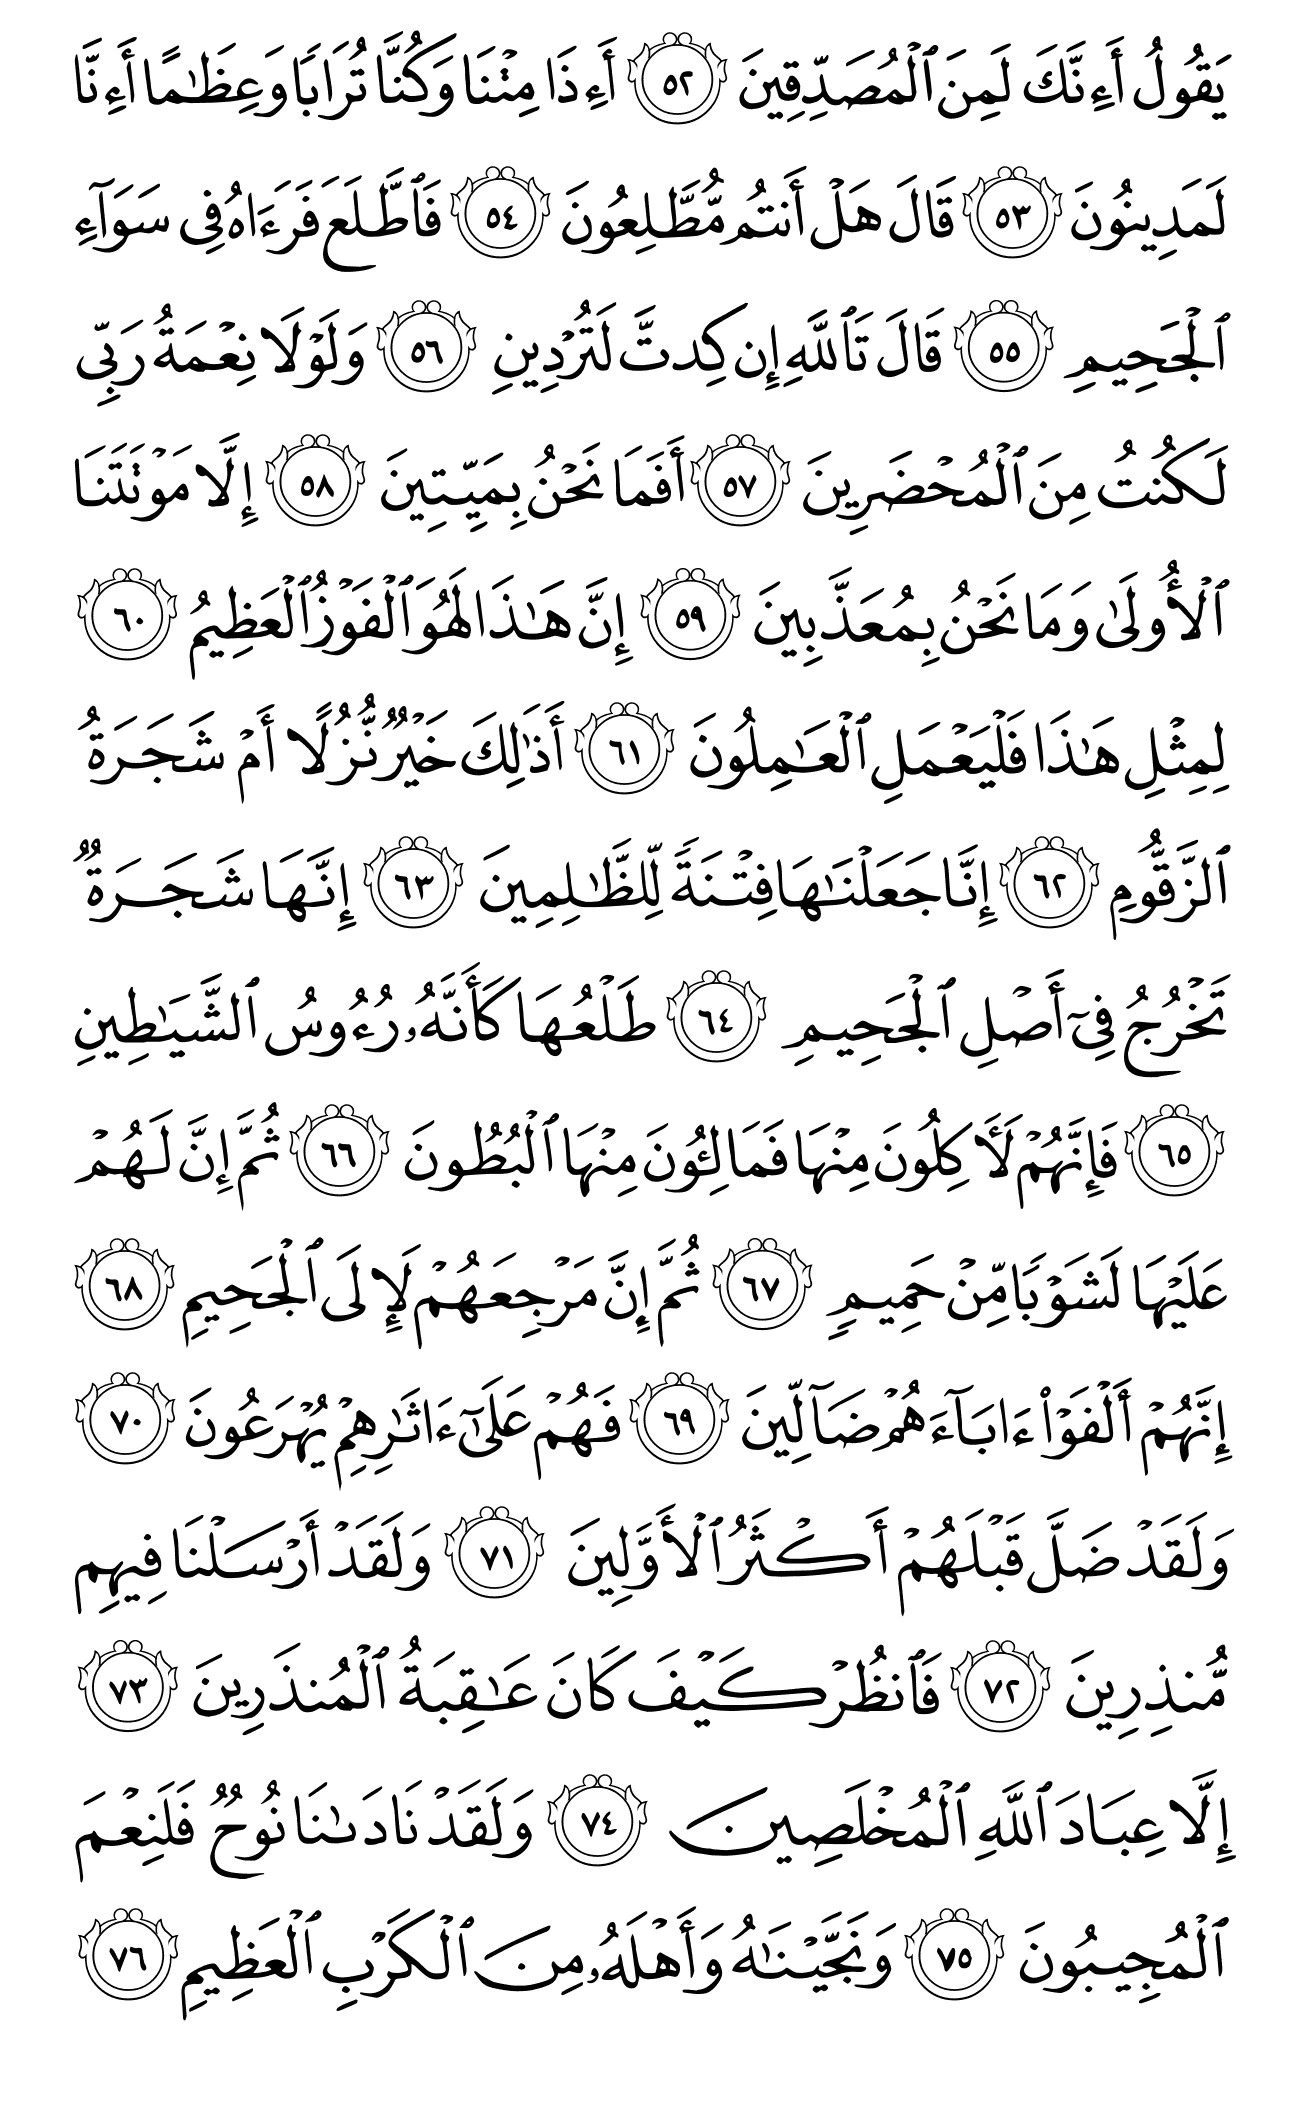 يَقُولُ أَءِنَّكَ لَمِنَ ٱلْمُصَدِّقِينَ ٥٢ أَءِذَا مِتْنَا وَكُنَّا تُرَابًا وَعِظَٰمًا أَءِنَّا
لَمَدِينُونَ ٥٣ قَالَ هَلْ أَنتُم مُّطَّلِعُونَ ٥٤ فَٱطَّلَعَ فَرَءَاهُ فِى سَوَآءِ
ٱلْجَحِيمِ ٥٥ قَالَ تَٱللَّهِ إِن كِدتَّ لَتُرْدِينِ ٥٦ وَلَوْلَا نِعْمَةُ رَبِّى
لَكُنتُ مِنَ ٱلْمُحْضَرِينَ ٥٧ أَفَمَا نَحْنُ بِمَيِّتِينَ ٥٨ إِلَّا مَوْتَتَنَا
ٱلْأُولَىٰ وَمَا نَحْنُ بِمُعَذَّبِينَ ٥٩ إِنَّ هَٰذَا لَهُوَ ٱلْفَوْزُ ٱلْعَظِيمُ ٦٠
لِمِثْلِ هَٰذَا فَلْيَعْمَلِ ٱلْعَٰمِلُونَ ٦١ أَذَٰلِكَ خَيْرٌ نُّزُلًا أَمْ شَجَرَةُ
ٱلزَّقُّومِ ٦٢ إِنَّا جَعَلْنَٰهَا فِتْنَةً لِّلظَّٰلِمِينَ ٦٣ إِنَّهَا شَجَرَةٌ
تَخْرُجُ فِىٓ أَصْلِ ٱلْجَحِيمِ ٦٤ طَلْعُهَا كَأَنَّهُۥ رُءُوسُ ٱلشَّيَٰطِينِ
٦٥ فَإِنَّهُمْ لَءَاكِلُونَ مِنْهَا فَمَالِـُٔونَ مِنْهَا ٱلْبُطُونَ ٦٦ ثُمَّ إِنَّ لَهُمْ
عَلَيْهَا لَشَوْبًا مِّنْ حَمِيمٍ ٦٧ ثُمَّ إِنَّ مَرْجِعَهُمْ لَإِلَى ٱلْجَحِيمِ ٦٨
إِنَّهُمْ أَلْفَوْا۟ ءَابَآءَهُمْ ضَآلِّينَ ٦٩ فَهُمْ عَلَىٰٓ ءَاثَٰرِهِمْ يُهْرَعُونَ ٧٠
وَلَقَدْ ضَلَّ قَبْلَهُمْ أَكْثَرُ ٱلْأَوَّلِينَ ٧١ وَلَقَدْ أَرْسَلْنَا فِيهِم
مُّنذِرِينَ ٧٢ فَٱنظُرْ كَيْفَ كَانَ عَٰقِبَةُ ٱلْمُنذَرِينَ ٧٣
إِلَّا عِبَادَ ٱللَّهِ ٱلْمُخْلَصِينَ ٧٤ وَلَقَدْ نَادَىٰنَا نُوحٌ فَلَنِعْمَ
ٱلْمُجِيبُونَ ٧٥ وَنَجَّيْنَٰهُ وَأَهْلَهُۥ مِنَ ٱلْكَرْبِ ٱلْعَظِيمِ ٧٦